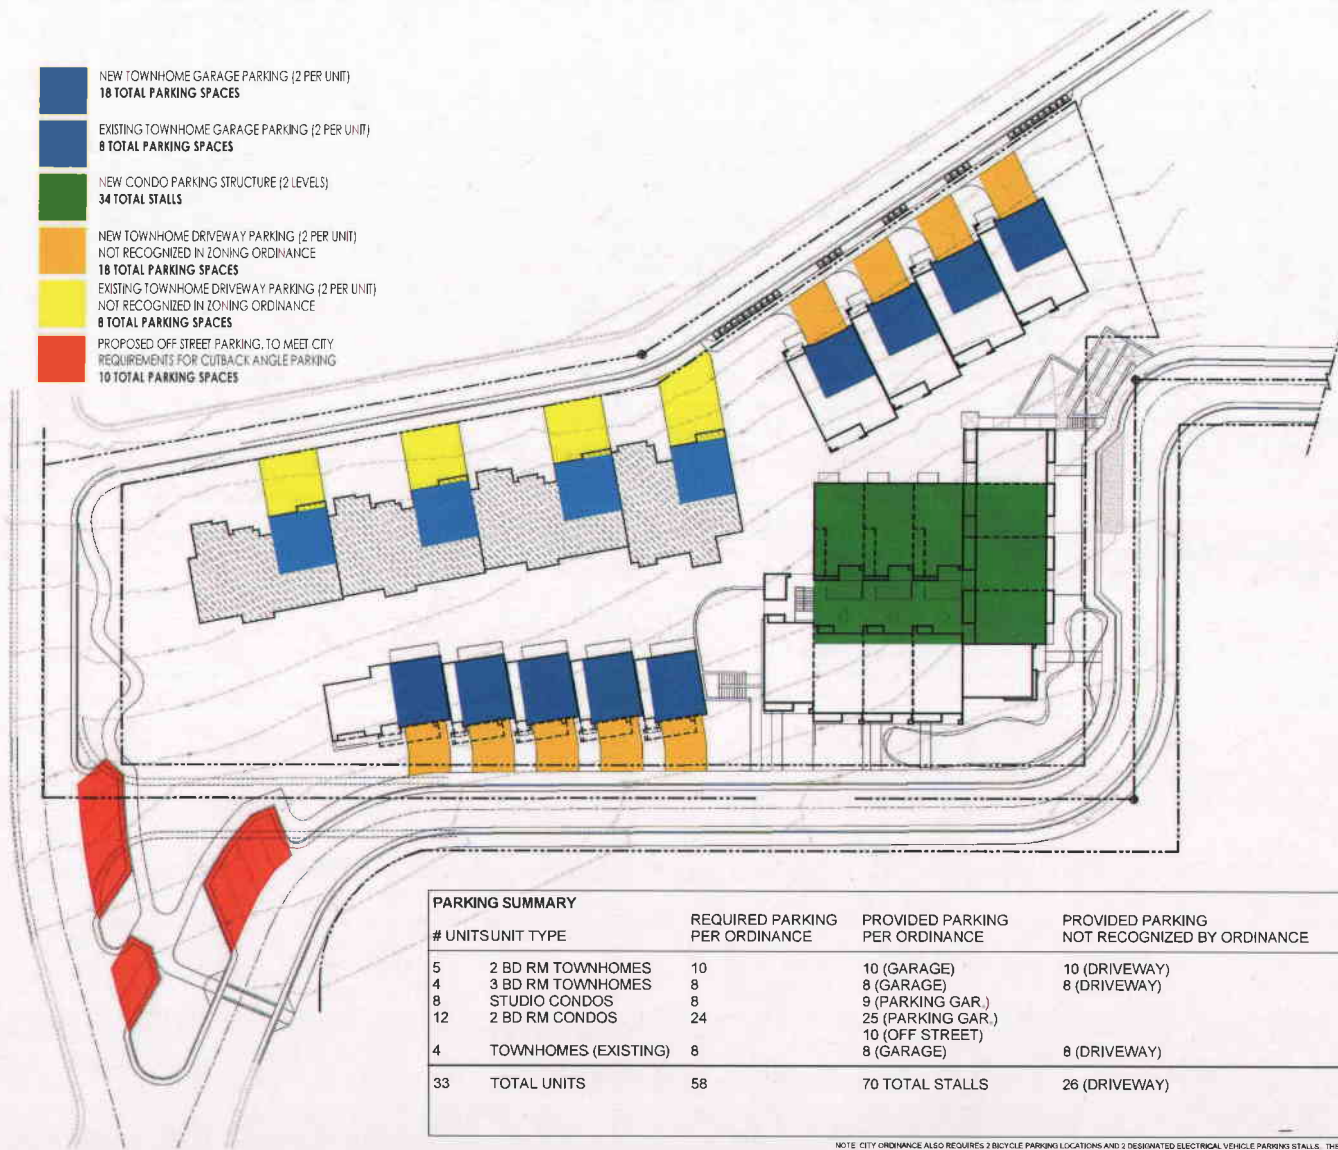 NEW TOWNHOME GARAGE PARKING (2 PER UNIT)
18 TOTAL PARKING SPACES
EXISTING TOWNHOME GARAGE PARKING (2 PER UNIT)
8 TOTAL PARKING SPACES
NEW CONDO PARKING STRUCTURE (2 LEVELS)
34 TOTAL STALLS
NEW TOWNHOME DRIVEWAY PARKING (2 PER UNIT)
NOT RECOGNIZED IN ZONING ORDINANCE
18 TOTAL PARKING SPACES
EXISTING TOWNHOME DRIVEWAY PARKING (2 PER UNIT)
NOT RECOGNIZED IN ZONING ORDINANCE
8 TOTAL PARKING SPACES
PROPOSED OFF STREET PARKING, TO MEET CITY
REQUIREMENTS FOR CUTBACK ANGLE PARKING
10 TOTAL PARKING SPACES
PARKING SUMMARY
# UNITS UNIT TYPE REQUIRED PARKING PER ORDINANCE PROVIDED PARKING PER ORDINANCE PROVIDED PARKING NOT RECOGNIZED BY ORDINANCE
5 2 BD RM TOWNHOMES 10 10 (GARAGE) 10 (DRIVEWAY)
4 3 BD RM TOWNHOMES 8 8 (GARAGE) 8 (DRIVEWAY)
8 STUDIO CONDOS 8 9 (PARKING GAR.)
12 2 BD RM CONDOS 24 25 (PARKING GAR.)
10 (OFF STREET)
4 TOWNHOMES (EXISTING) 8 8 (GARAGE) 8 (DRIVEWAY)
33 TOTAL UNITS 58 70 TOTAL STALLS 26 (DRIVEWAY)
NOTE: CITY ORDINANCE ALSO REQUIRES 2 BICYCLE PARKING LOCATIONS AND 2 DESIGNATED ELECTRICAL VEHICLE PARKING STALLS. THE